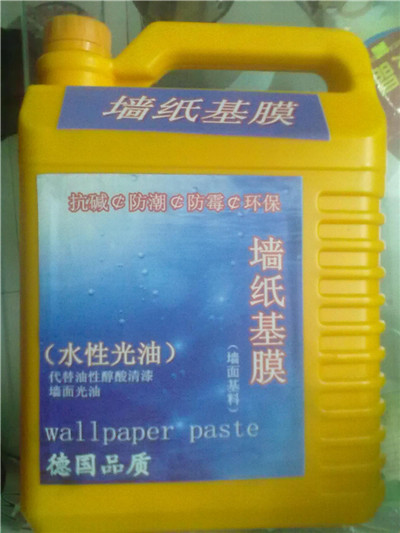 墙纸基膜
抗碱¢防潮¢防霉¢环保
墙纸基膜
(墙面基料)
(水性光油)
代替油性醇酸清漆
墙面光油
wallpaper paste
德国品质